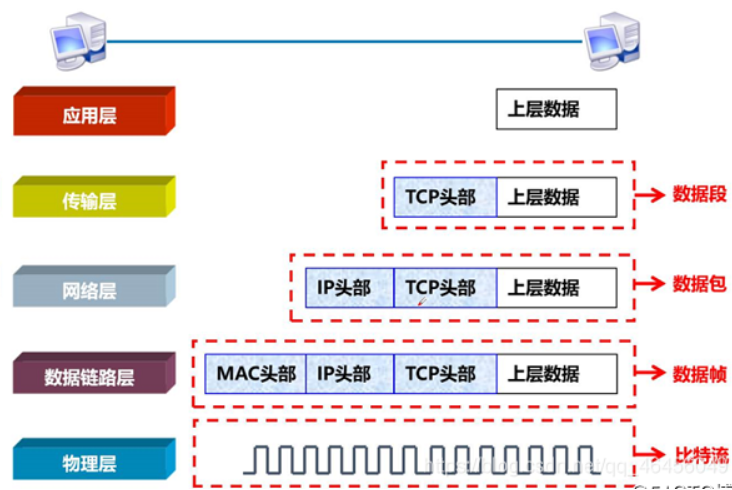 应用层
上层数据
传输层
TCP头部
上层数据
数据段
网络层
IP头部
TCP头部
上层数据
数据包
数据链路层
MAC头部
IP头部
TCP头部
上层数据
数据帧
物理层
比特流
https://blog.csdn.net/qq_46456049